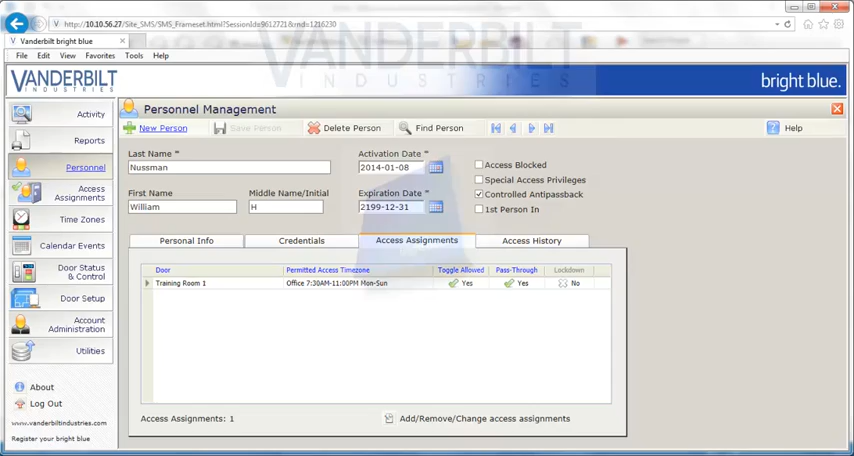 http://10.10.56.27/Site_SMS/SMS_Frameset.html?SessionId=9612721&rnd=1216230
Vanderbilt bright blue
VANDERBILT
INDUSTRIES
File Edit View Favorites Tools Help
VANDERBILT
INDUSTRIES
bright blue.
Activity
Reports
Personnel
Access
Assignments
Time Zones
Calendar Events
Door Status
& Control
Door Setup
Account
Administration
Utilities
About
Log Out
www.vanderbiltindustries.com
Register your bright blue
Personnel Management
New Person Save Person Delete Person Find Person Help
Last Name * Activation Date *
Nussman 2014-01-08
First Name Middle Name/Initial Expiration Date *
William H 2199-12-31
Access Blocked
Special Access Privileges
Controlled Antipassback
1st Person In
Personal Info Credentials Access Assignments Access History
Door Permitted Access Timezone Toggle Allowed Pass-Through Lockdown
Training Room 1 Office 7:30AM-11:00PM Mon-Sun Yes Yes No
Access Assignments: 1 Add/Remove/Change access assignments